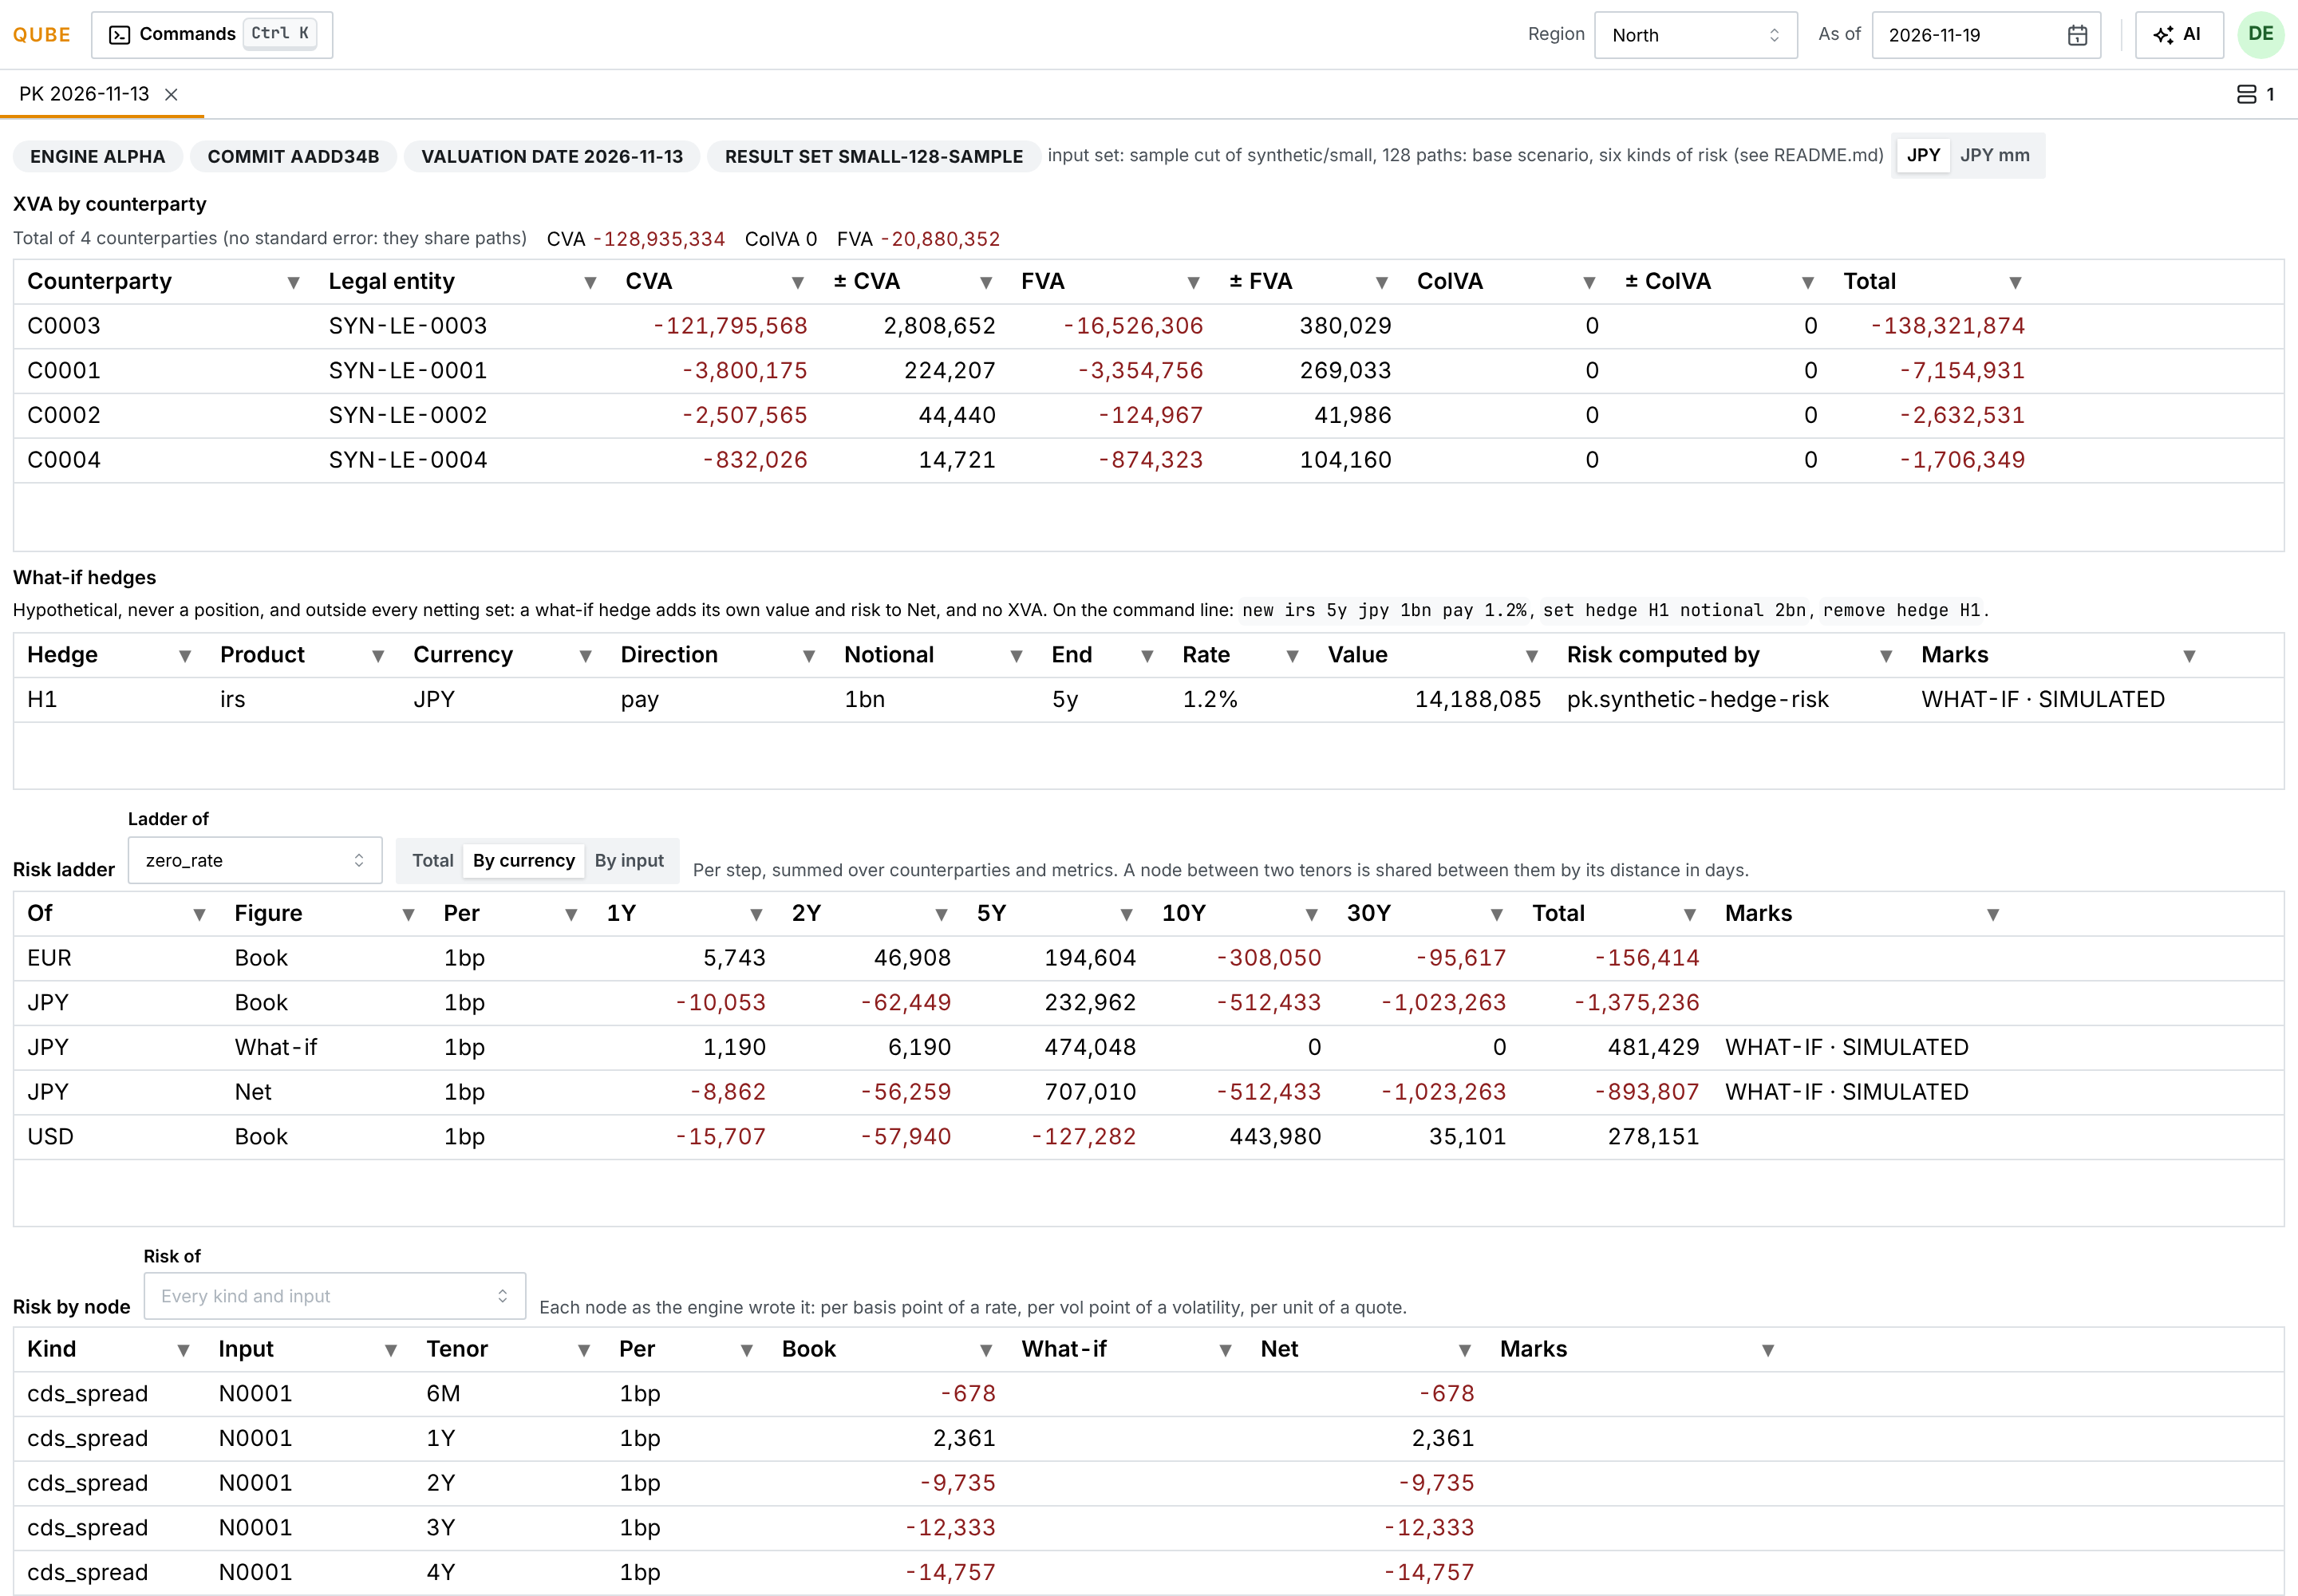 QUBE Commands Ctrl K Region North As of 2026-11-19 AI DE
PK 2026-11-13 1
ENGINE ALPHA COMMIT AADD34B VALUATION DATE 2026-11-13 RESULT SET SMALL-128-SAMPLE input set: sample cut of synthetic/small, 128 paths: base scenario, six kinds of risk (see README.md) JPY JPY mm
XVA by counterparty
Total of 4 counterparties (no standard error: they share paths) CVA -128,935,334 ColVA 0 FVA -20,880,352
Counterparty Legal entity CVA ± CVA FVA ± FVA ColVA ± ColVA Total
C0003 SYN-LE-0003 -121,795,568 2,808,652 -16,526,306 380,029 0 0 -138,321,874
C0001 SYN-LE-0001 -3,800,175 224,207 -3,354,756 269,033 0 0 -7,154,931
C0002 SYN-LE-0002 -2,507,565 44,440 -124,967 41,986 0 0 -2,632,531
C0004 SYN-LE-0004 -832,026 14,721 -874,323 104,160 0 0 -1,706,349
What-if hedges
Hypothetical, never a position, and outside every netting set: a what-if hedge adds its own value and risk to Net, and no XVA. On the command line: new irs 5y jpy 1bn pay 1.2%, set hedge H1 notional 2bn, remove hedge H1.
Hedge Product Currency Direction Notional End Rate Value Risk computed by Marks
H1 irs JPY pay 1bn 5y 1.2% 14,188,085 pk.synthetic-hedge-risk WHAT-IF · SIMULATED
Ladder of
Risk ladder zero_rate Total By currency By input Per step, summed over counterparties and metrics. A node between two tenors is shared between them by its distance in days.
Of Figure Per 1Y 2Y 5Y 10Y 30Y Total Marks
EUR Book 1bp 5,743 46,908 194,604 -308,050 -95,617 -156,414
JPY Book 1bp -10,053 -62,449 232,962 -512,433 -1,023,263 -1,375,236
JPY What-if 1bp 1,190 6,190 474,048 0 0 481,429 WHAT-IF · SIMULATED
JPY Net 1bp -8,862 -56,259 707,010 -512,433 -1,023,263 -893,807 WHAT-IF · SIMULATED
USD Book 1bp -15,707 -57,940 -127,282 443,980 35,101 278,151
Risk of
Risk by node Every kind and input Each node as the engine wrote it: per basis point of a rate, per vol point of a volatility, per unit of a quote.
Kind Input Tenor Per Book What-if Net Marks
cds_spread N0001 6M 1bp -678 -678
cds_spread N0001 1Y 1bp 2,361 2,361
cds_spread N0001 2Y 1bp -9,735 -9,735
cds_spread N0001 3Y 1bp -12,333 -12,333
cds_spread N0001 4Y 1bp -14,757 -14,757